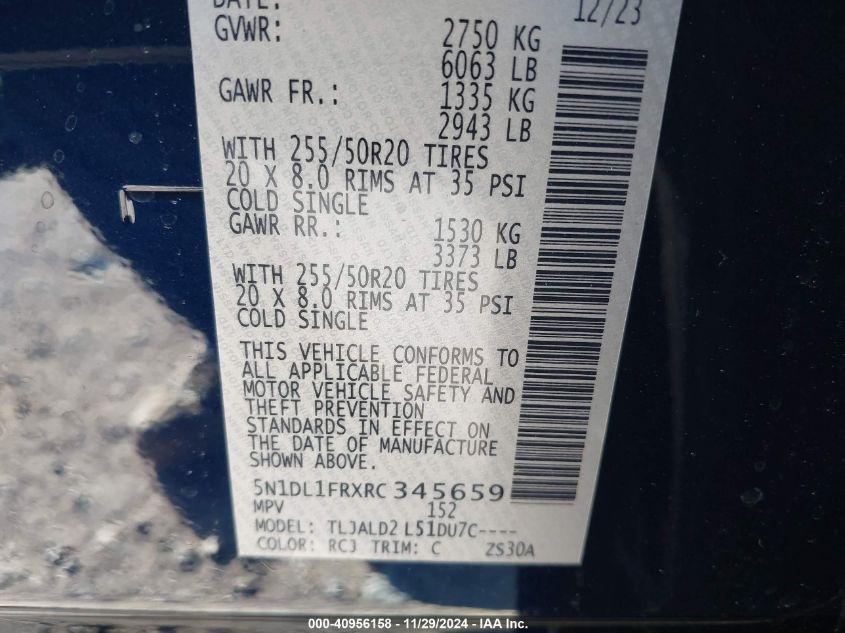 DATE: 12/23
GVWR: 2750 KG
6063 LB
GAWR FR.: 1335 KG
2943 LB
WITH 255/50R20 TIRES
20 X 8.0 RIMS AT 35 PSI
COLD SINGLE
GAWR RR.: 1530 KG
3373 LB
WITH 255/50R20 TIRES
20 X 8.0 RIMS AT 35 PSI
COLD SINGLE
THIS VEHICLE CONFORMS TO
ALL APPLICABLE FEDERAL
MOTOR VEHICLE SAFETY AND
THEFT PREVENTION
STANDARDS IN EFFECT ON
THE DATE OF MANUFACTURE
SHOWN ABOVE.
5N1DL1FRXRC345659
MPV 152
MODEL: TLJALD2 L51DU7C----
COLOR: RCJ TRIM: C ZS30A
000-40956158 - 11/29/2024 - IAA Inc.